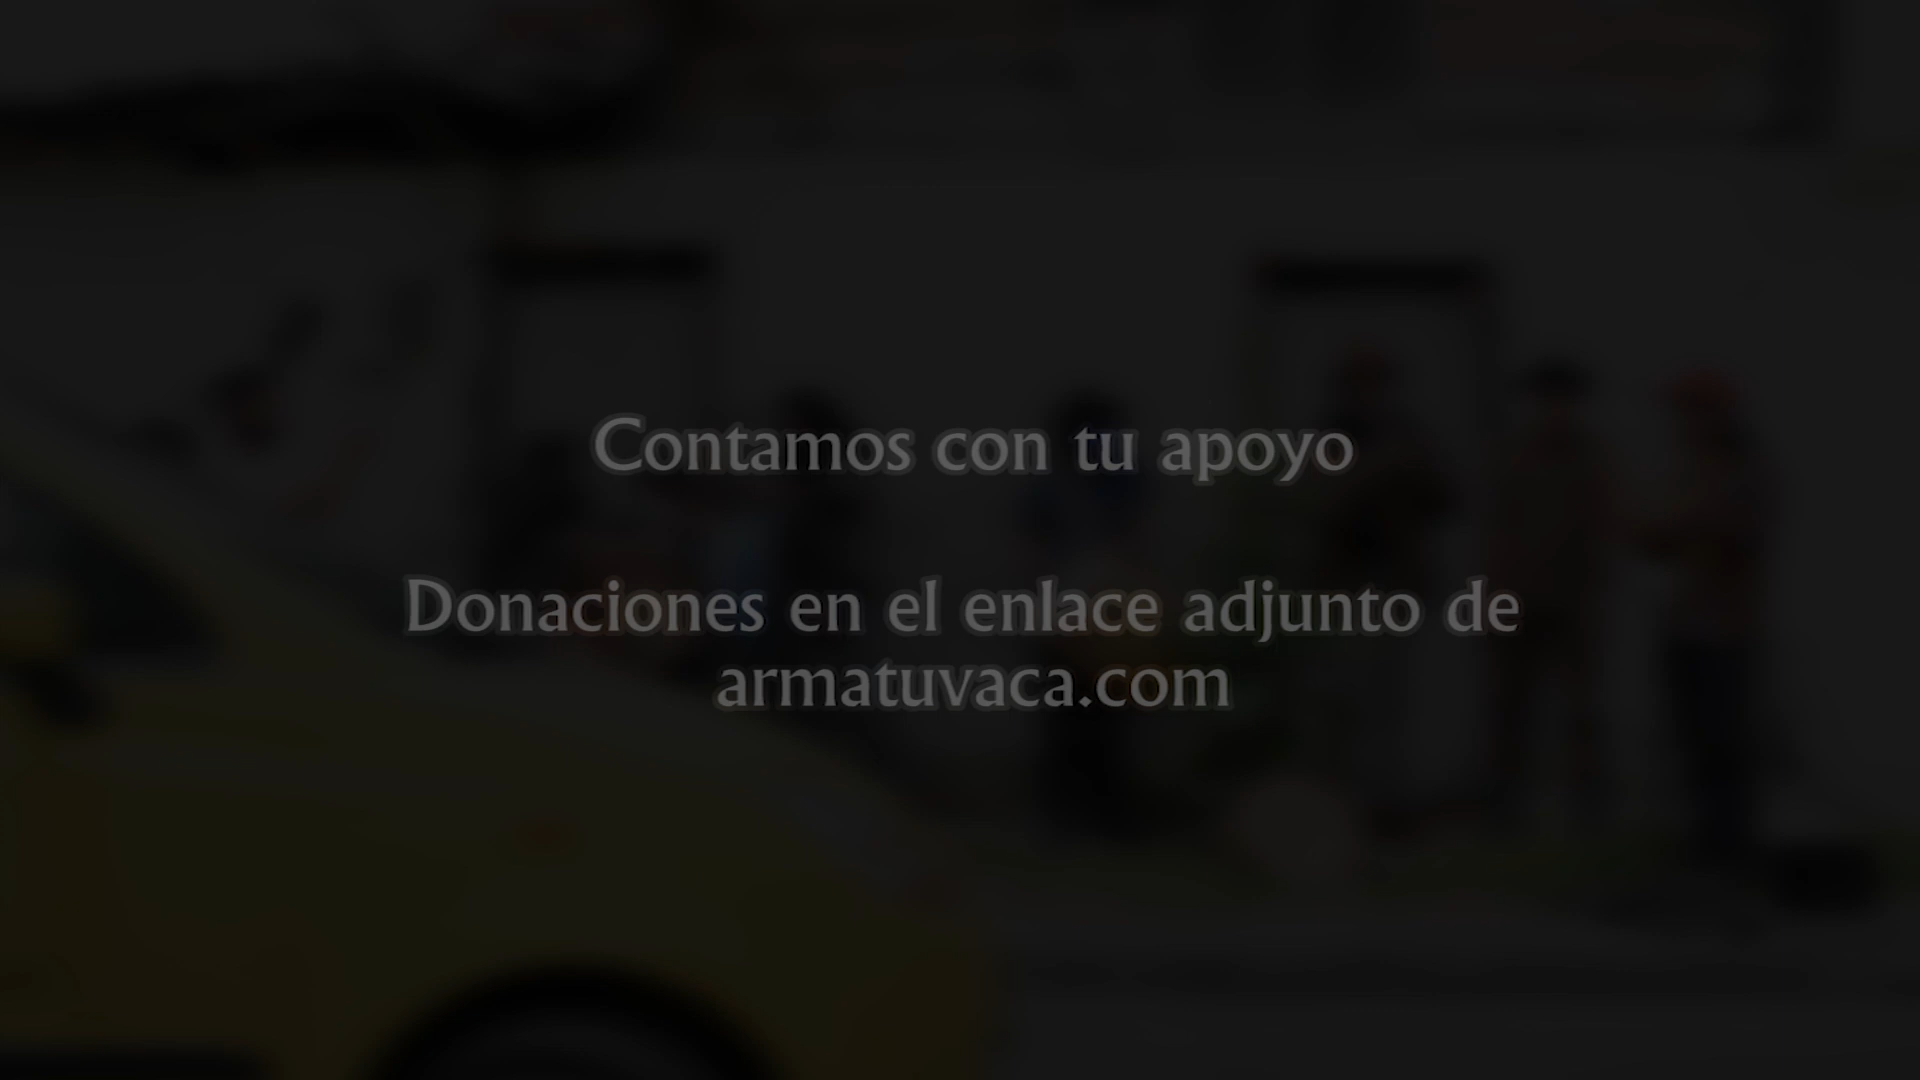 Contamos con tu apoyo
Donaciones en el enlace adjunto de
armatuvaca.com